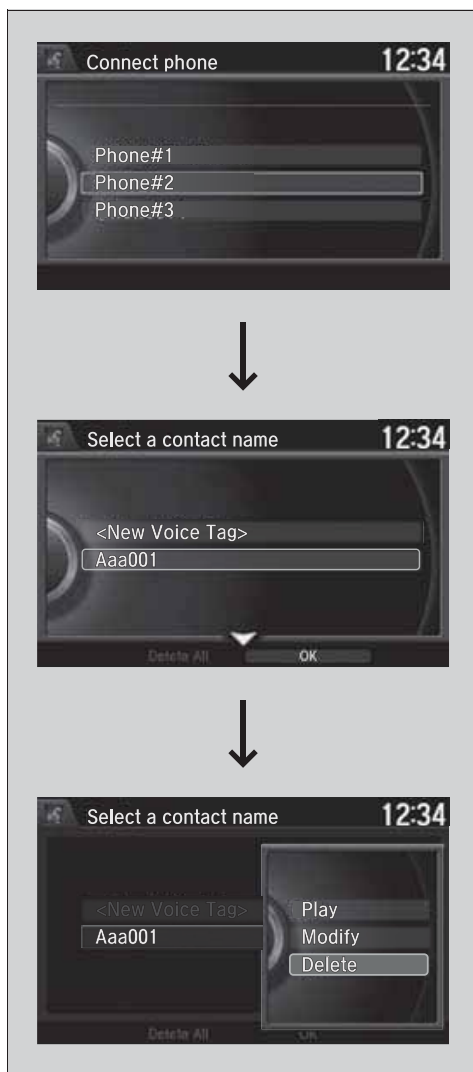 Connect phone 12:34
Phone#1
Phone#2
Phone#3
Select a contact name 12:34
<New Voice Tag>
Aaa001
Delete All OK
Select a contact name 12:34
<New Voice Tag>
Aaa001
Play
Modify
Delete
Delete All OK